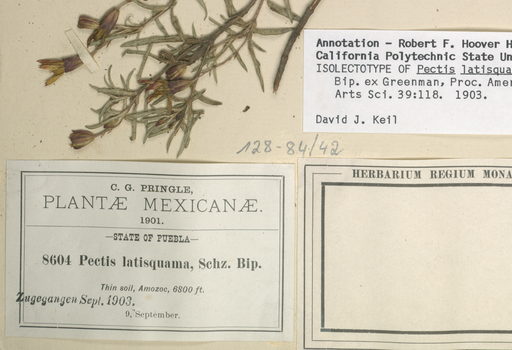 Annotation - Robert F. Hoover H
California Polytechnic State Un
ISOLECTOTYPE OF Pectis latisqua
Bip. ex Greenman, Proc. Amer
Arts Sci. 39:118. 1903.
David J. Keil
128-84/42
C. G. PRINGLE,
PLANTÆ MEXICANÆ.
1901.
—STATE OF PUEBLA—
8604 Pectis latisquama, Schz. Bip.
Thin soil, Amozoc, 6800 ft.
Zugegangen Sept. 1903.
9, September.
HERBARIUM REGIUM MONA